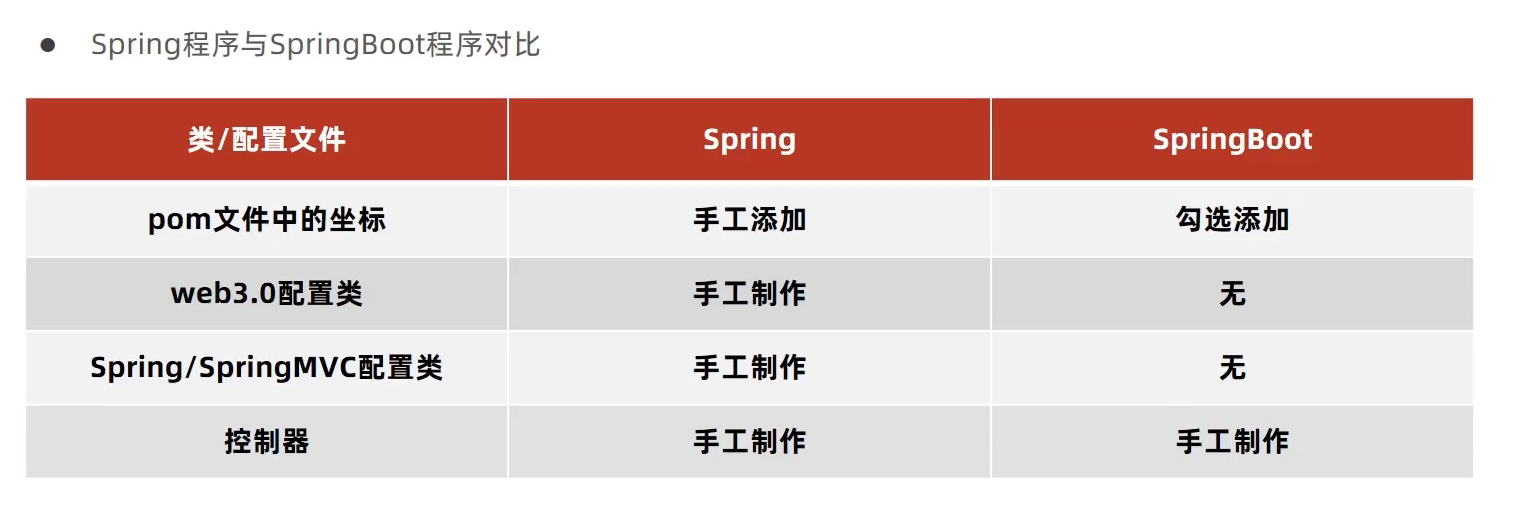 ● Spring程序与SpringBoot程序对比
类/配置文件 Spring SpringBoot
pom文件中的坐标 手工添加 勾选添加
web3.0配置类 手工制作 无
Spring/SpringMVC配置类 手工制作 无
控制器 手工制作 手工制作